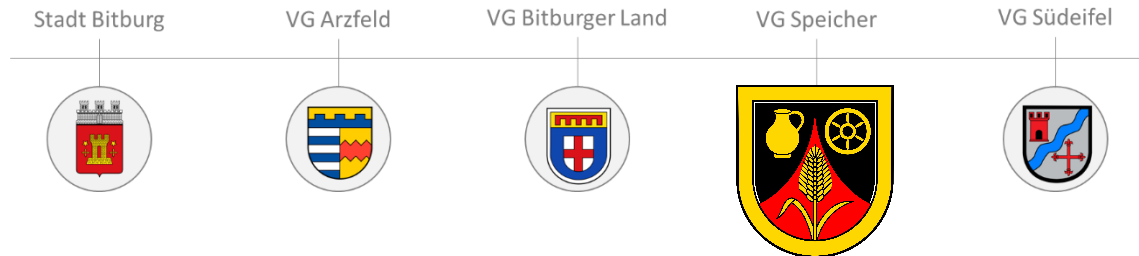 Stadt Bitburg
VG Arzfeld
VG Bitburger Land
VG Speicher
VG Südeifel